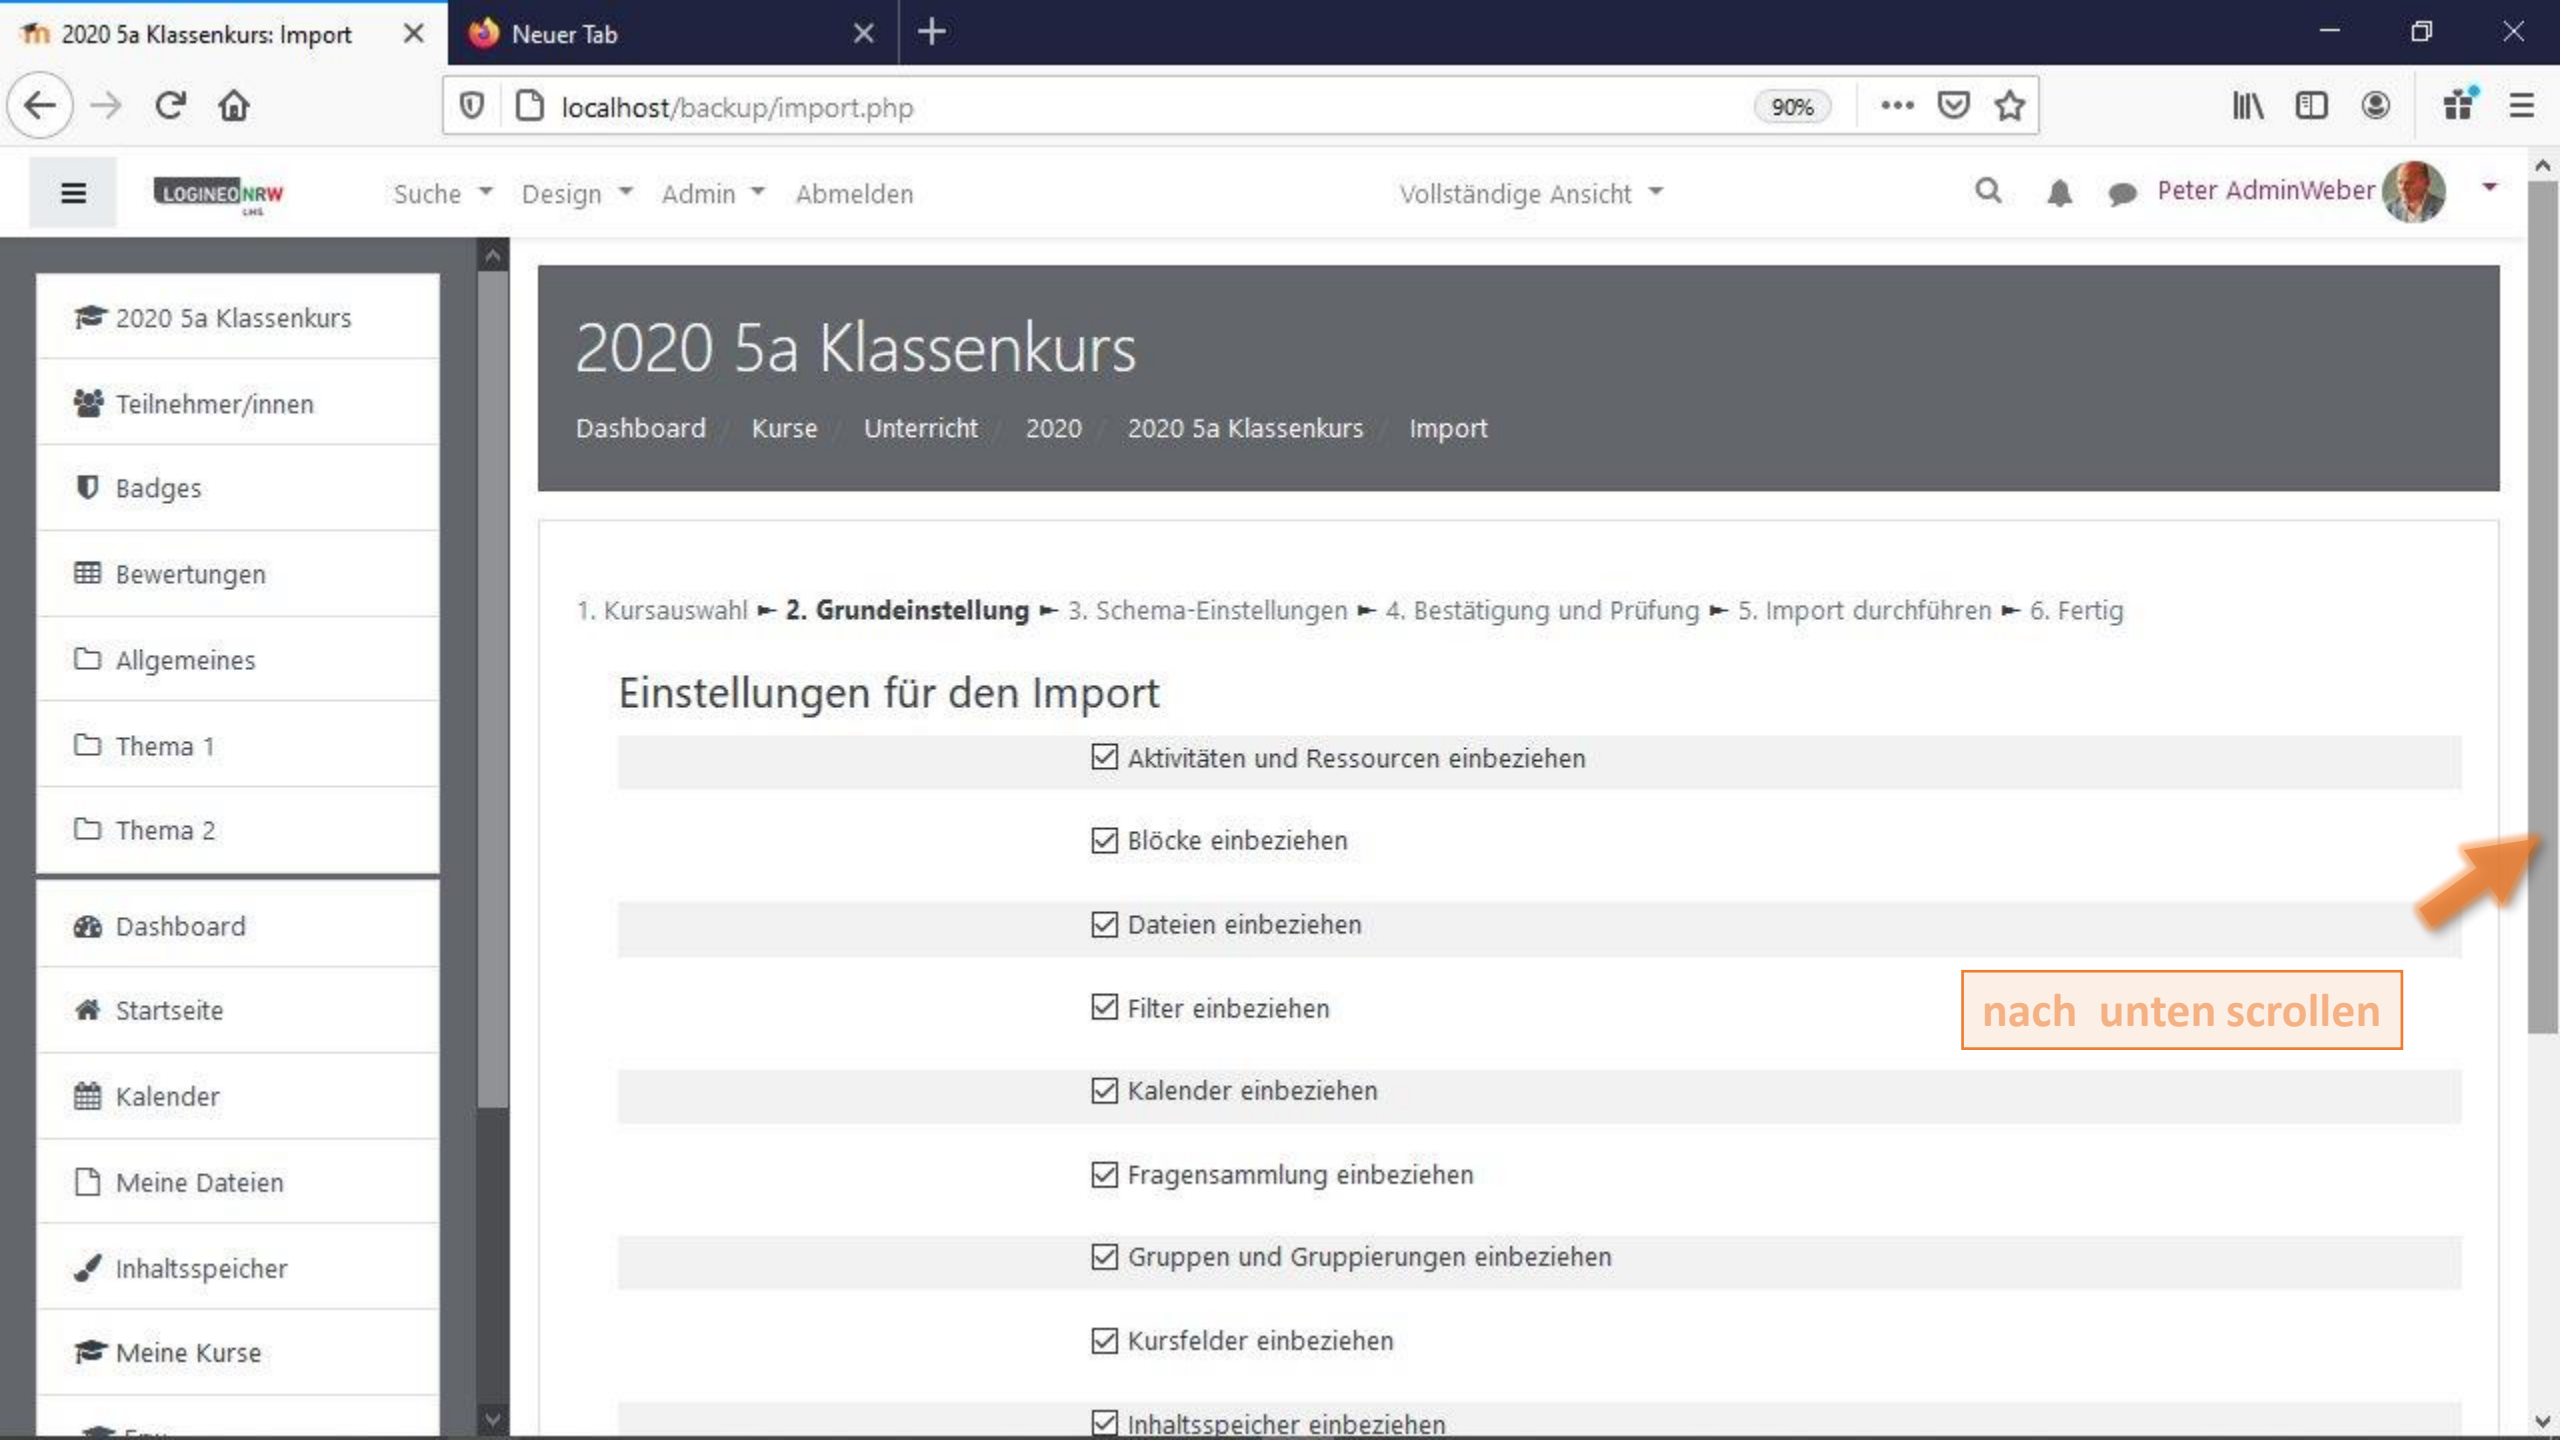 2020 5a Klassenkurs: Import
Neuer Tab
localhost/backup/import.php
90%
LOGINEO NRW
LMS
Suche
Design
Admin
Abmelden
Vollständige Ansicht
Peter AdminWeber
2020 5a Klassenkurs
Teilnehmer/innen
Badges
Bewertungen
Allgemeines
Thema 1
Thema 2
Dashboard
Startseite
Kalender
Meine Dateien
Inhaltsspeicher
Meine Kurse
2020 5a Klassenkurs
Dashboard / Kurse / Unterricht / 2020 / 2020 5a Klassenkurs / Import
1. Kursauswahl ► 2. Grundeinstellung ► 3. Schema-Einstellungen ► 4. Bestätigung und Prüfung ► 5. Import durchführen ► 6. Fertig
Einstellungen für den Import
Aktivitäten und Ressourcen einbeziehen
Blöcke einbeziehen
Dateien einbeziehen
Filter einbeziehen
nach unten scrollen
Kalender einbeziehen
Fragensammlung einbeziehen
Gruppen und Gruppierungen einbeziehen
Kursfelder einbeziehen
Inhaltsspeicher einbeziehen